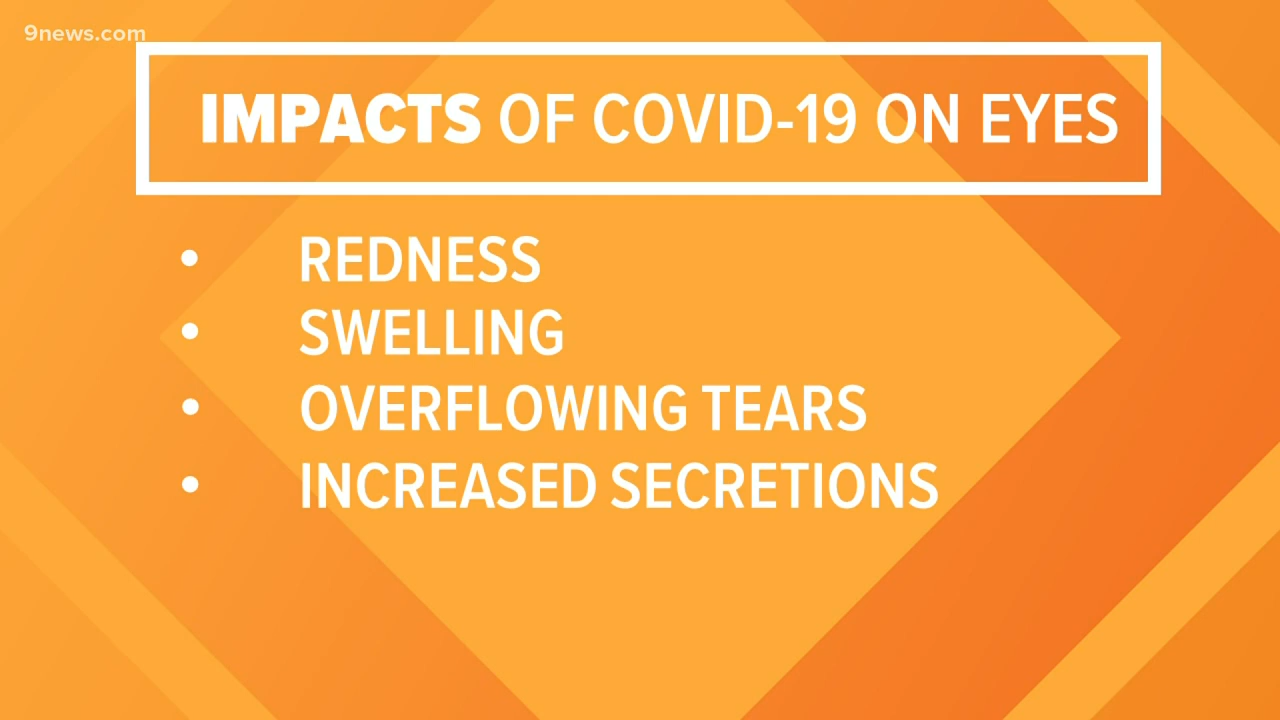 9news.com
IMPACTS OF COVID-19 ON EYES
• REDNESS
• SWELLING
• OVERFLOWING TEARS
• INCREASED SECRETIONS